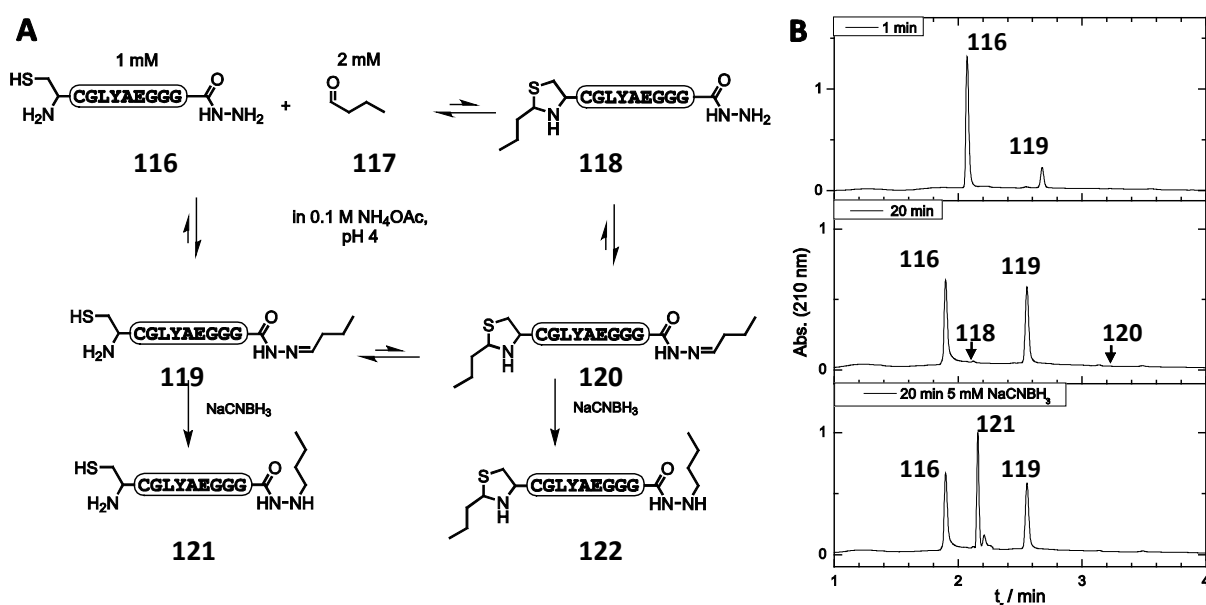 A
1 mM
2 mM
HS
H₂N
CGLYAEGGG
O
HN-NH₂
+
O
S
N
H
CGLYAEGGG
O
HN-NH₂
116
117
118
in 0.1 M NH₄OAc,
pH 4
HS
H₂N
CGLYAEGGG
O
HN-N
119
S
N
H
CGLYAEGGG
O
HN-N
120
NaCNBH₃
NaCNBH₃
HS
H₂N
CGLYAEGGG
O
HN-NH
121
S
N
H
CGLYAEGGG
O
HN-NH
122
B
1 min
116
119
1
0
20 min
116
118
119
120
1
0
20 min 5 mM NaCNBH₃
116
121
119
1
0
Abs. (210 nm)
1 2 3 4
t_ / min